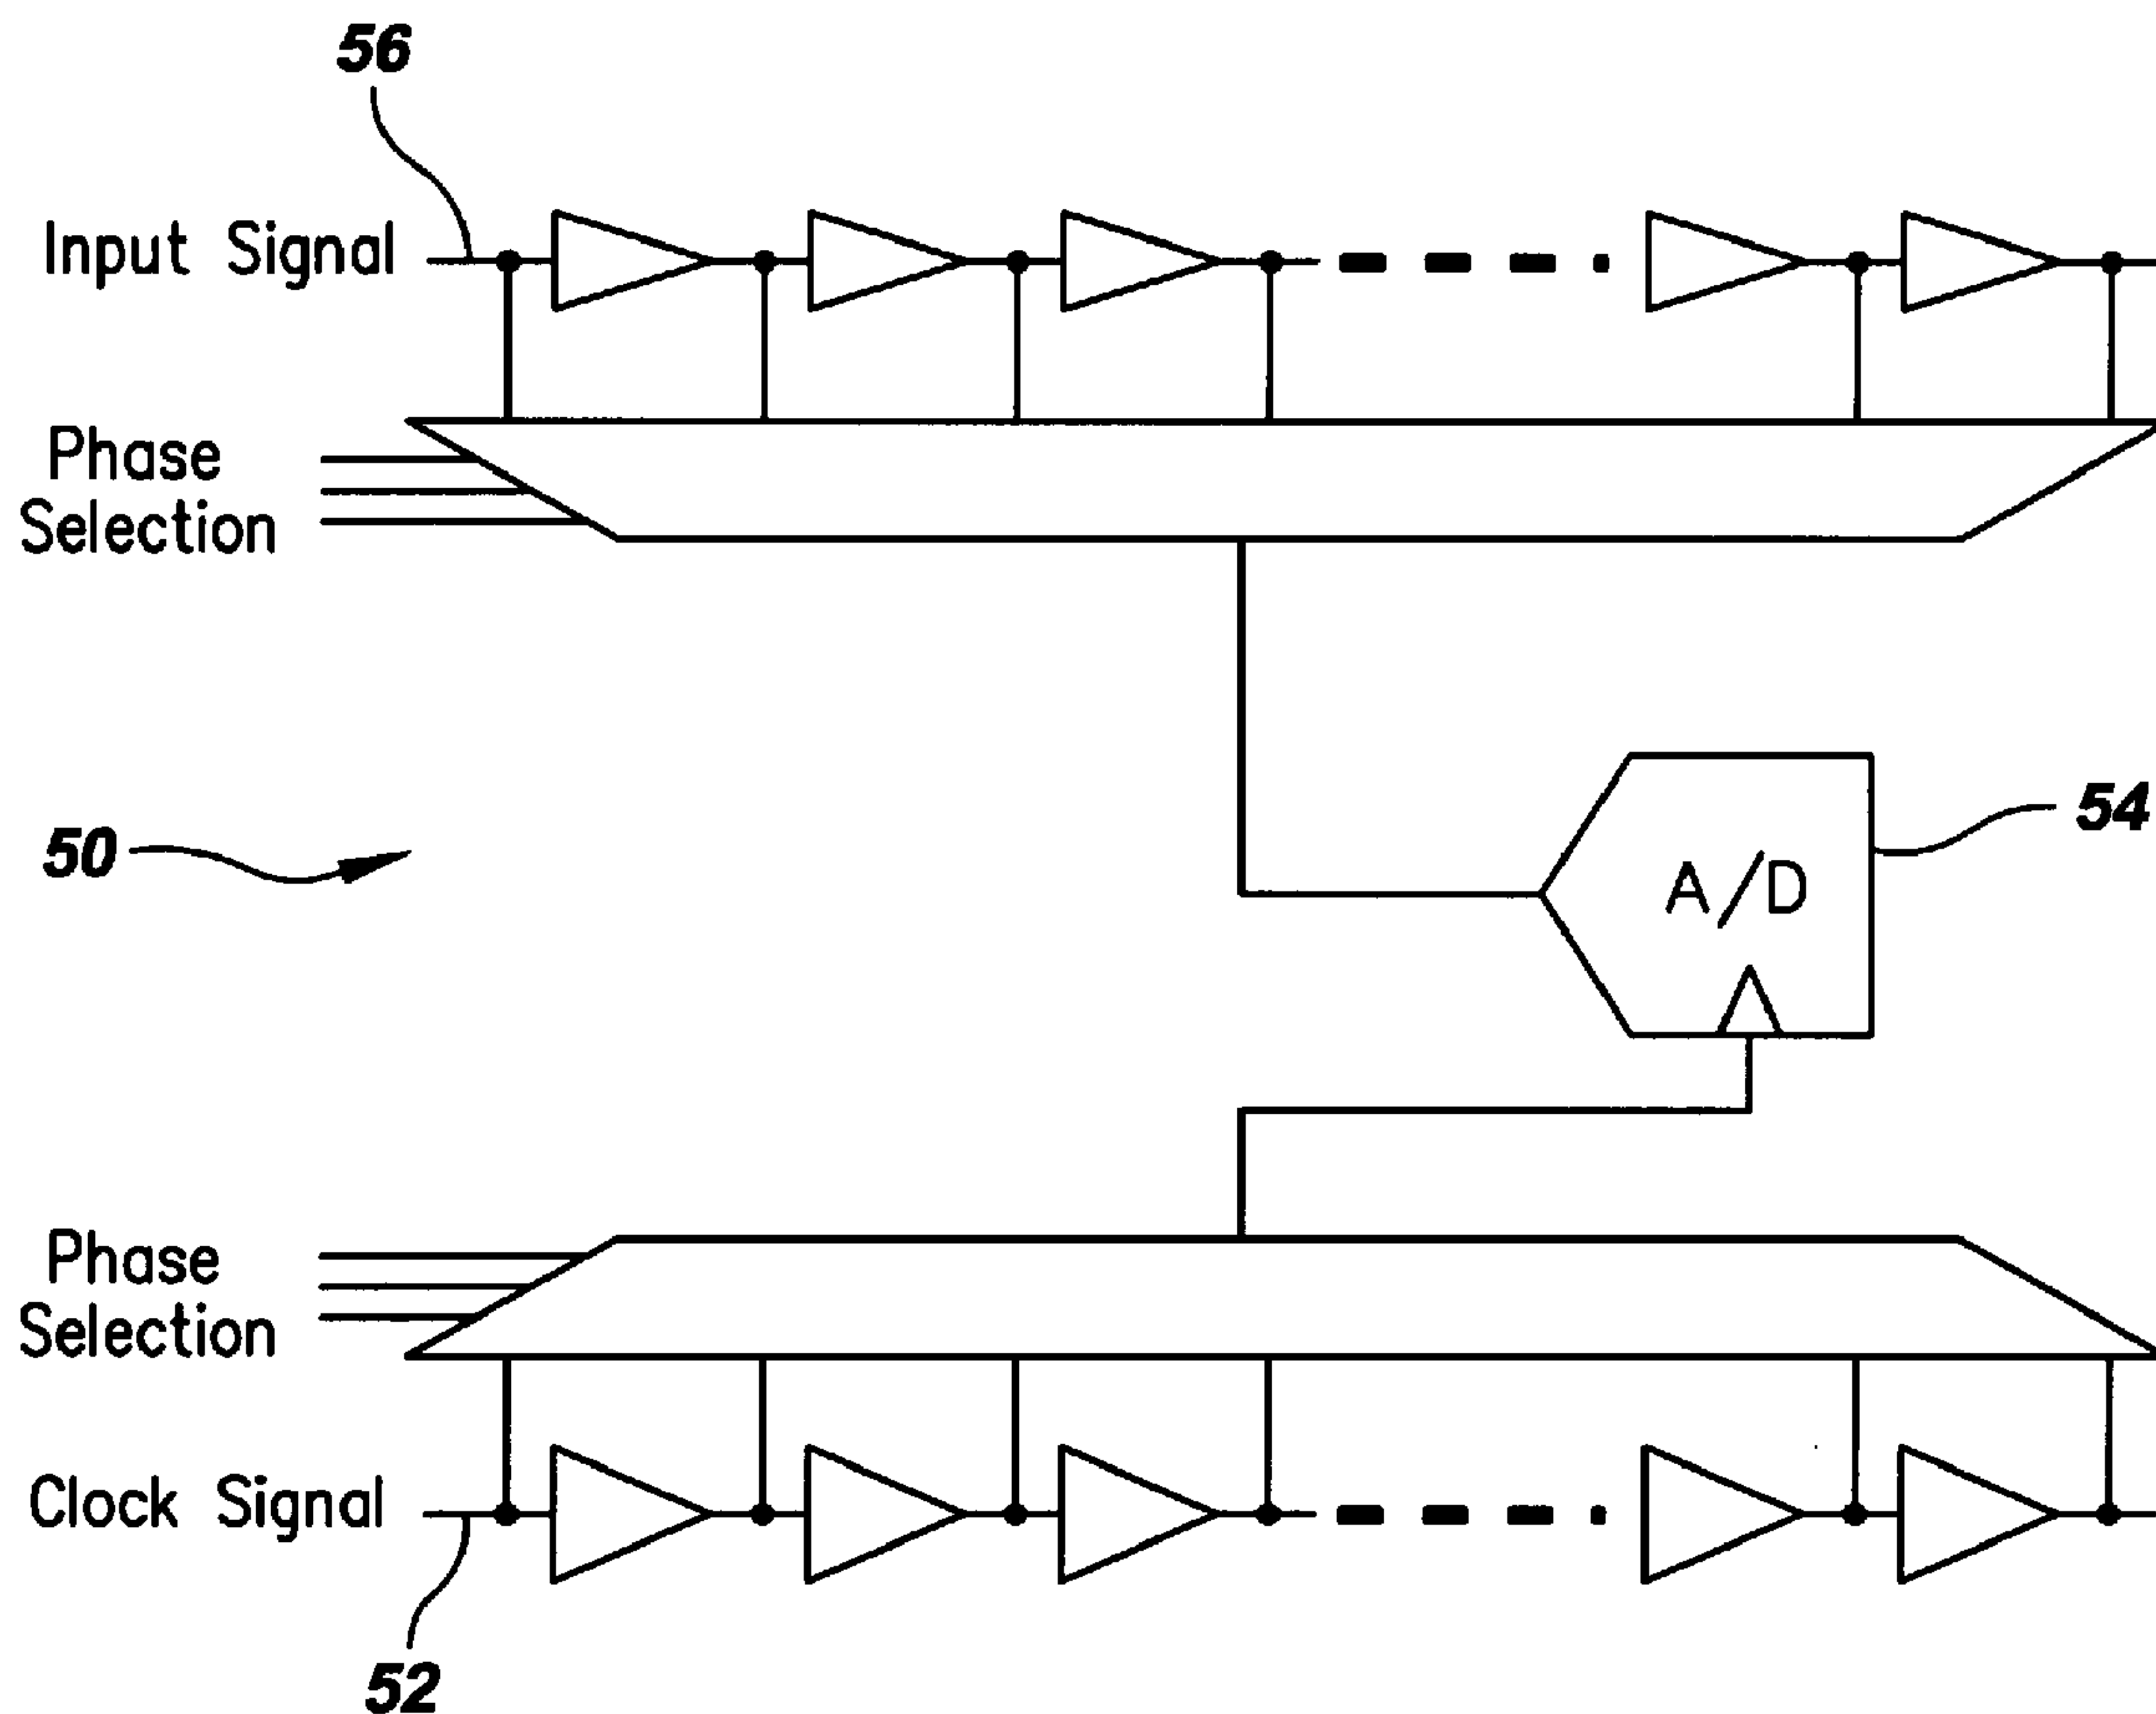 56
Input Signal
Phase
Selection
50
A/D
54
Phase
Selection
Clock Signal
52